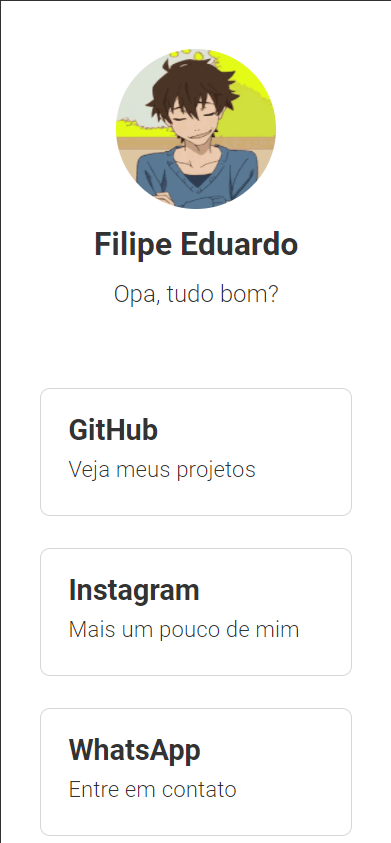 Filipe Eduardo
Opa, tudo bom?
GitHub
Veja meus projetos
Instagram
Mais um pouco de mim
WhatsApp
Entre em contato